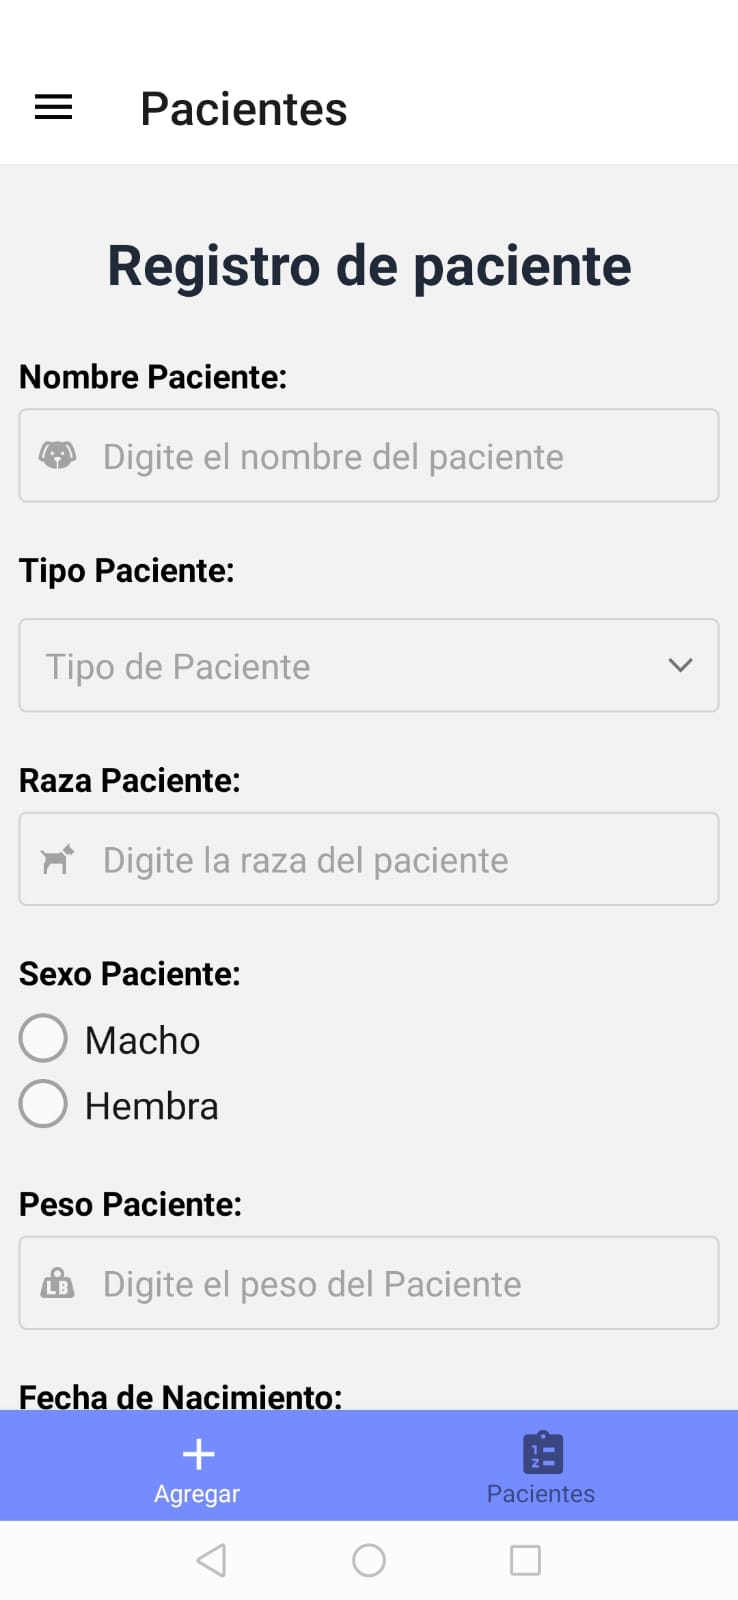 Pacientes
Registro de paciente
Nombre Paciente:
Digite el nombre del paciente
Tipo Paciente:
Tipo de Paciente
Raza Paciente:
Digite la raza del paciente
Sexo Paciente:
Macho
Hembra
Peso Paciente:
LB
Digite el peso del Paciente
Fecha de Nacimiento:
Agregar
Pacientes